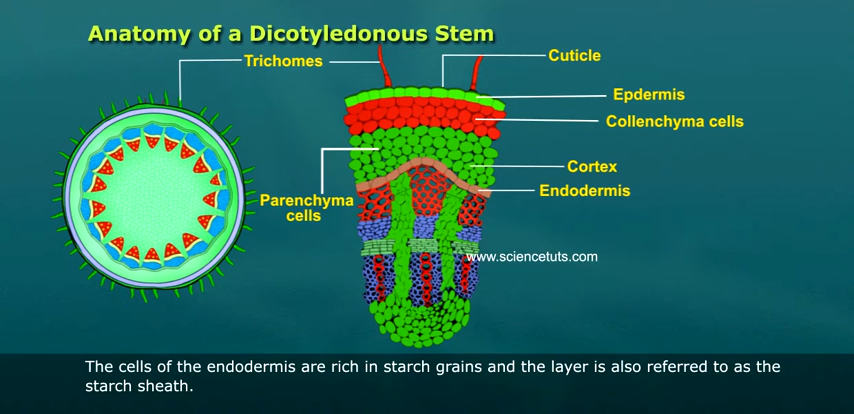 Anatomy of a Dicotyledonous Stem
Trichomes
Cuticle
Epdermis
Collenchyma cells
Cortex
Endodermis
Parenchyma
cells
www.sciencetuts.com
The cells of the endodermis are rich in starch grains and the layer is also referred to as the
starch sheath.